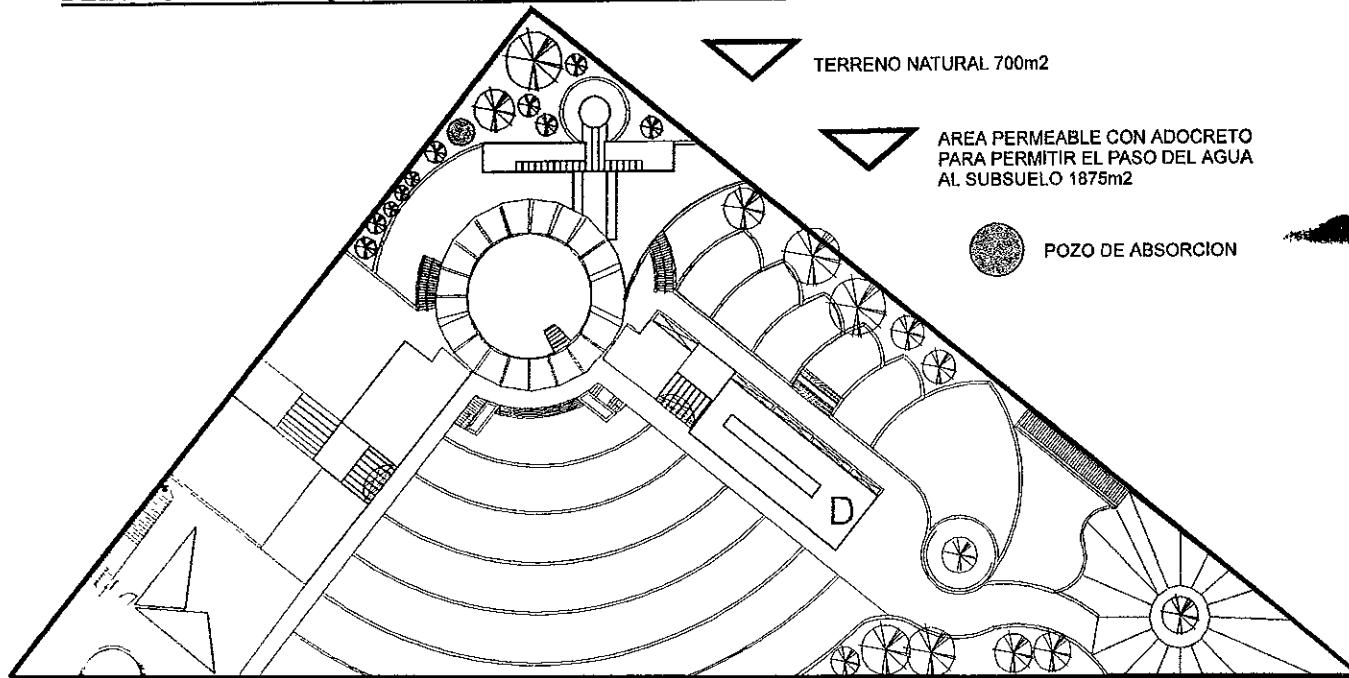 TERRENO NATURAL 700m2
AREA PERMEABLE CON ADOCRETO
PARA PERMITIR EL PASO DEL AGUA
AL SUBSUELO 1875m2
POZO DE ABSORCION
D